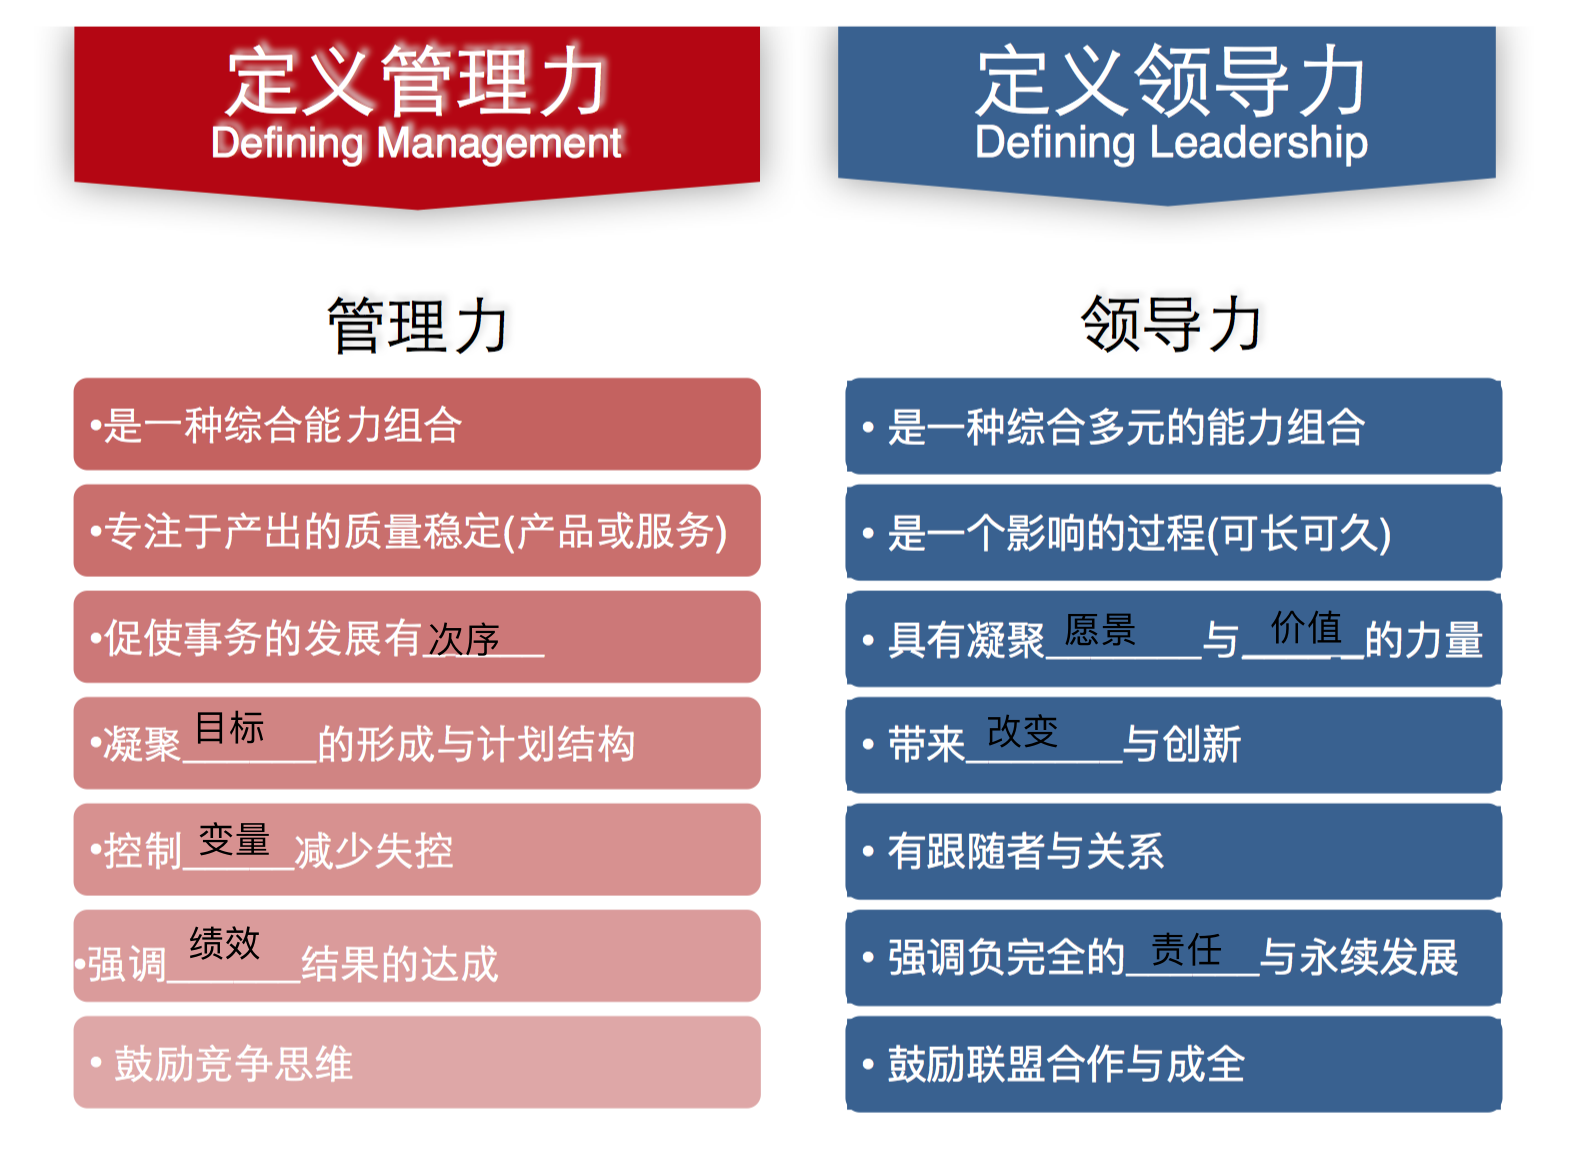 定义管理力
Defining Management
管理力
•是一种综合能力组合
•专注于产出的质量稳定(产品或服务)
•促使事务的发展有次序
•凝聚目标的形成与计划结构
•控制变量减少失控
•强调绩效结果的达成
• 鼓励竞争思维
定义领导力
Defining Leadership
领导力
• 是一种综合多元的能力组合
• 是一个影响的过程(可长可久)
• 具有凝聚愿景与价值的力量
• 带来改变与创新
• 有跟随者与关系
• 强调负完全的责任与永续发展
• 鼓励联盟合作与成全